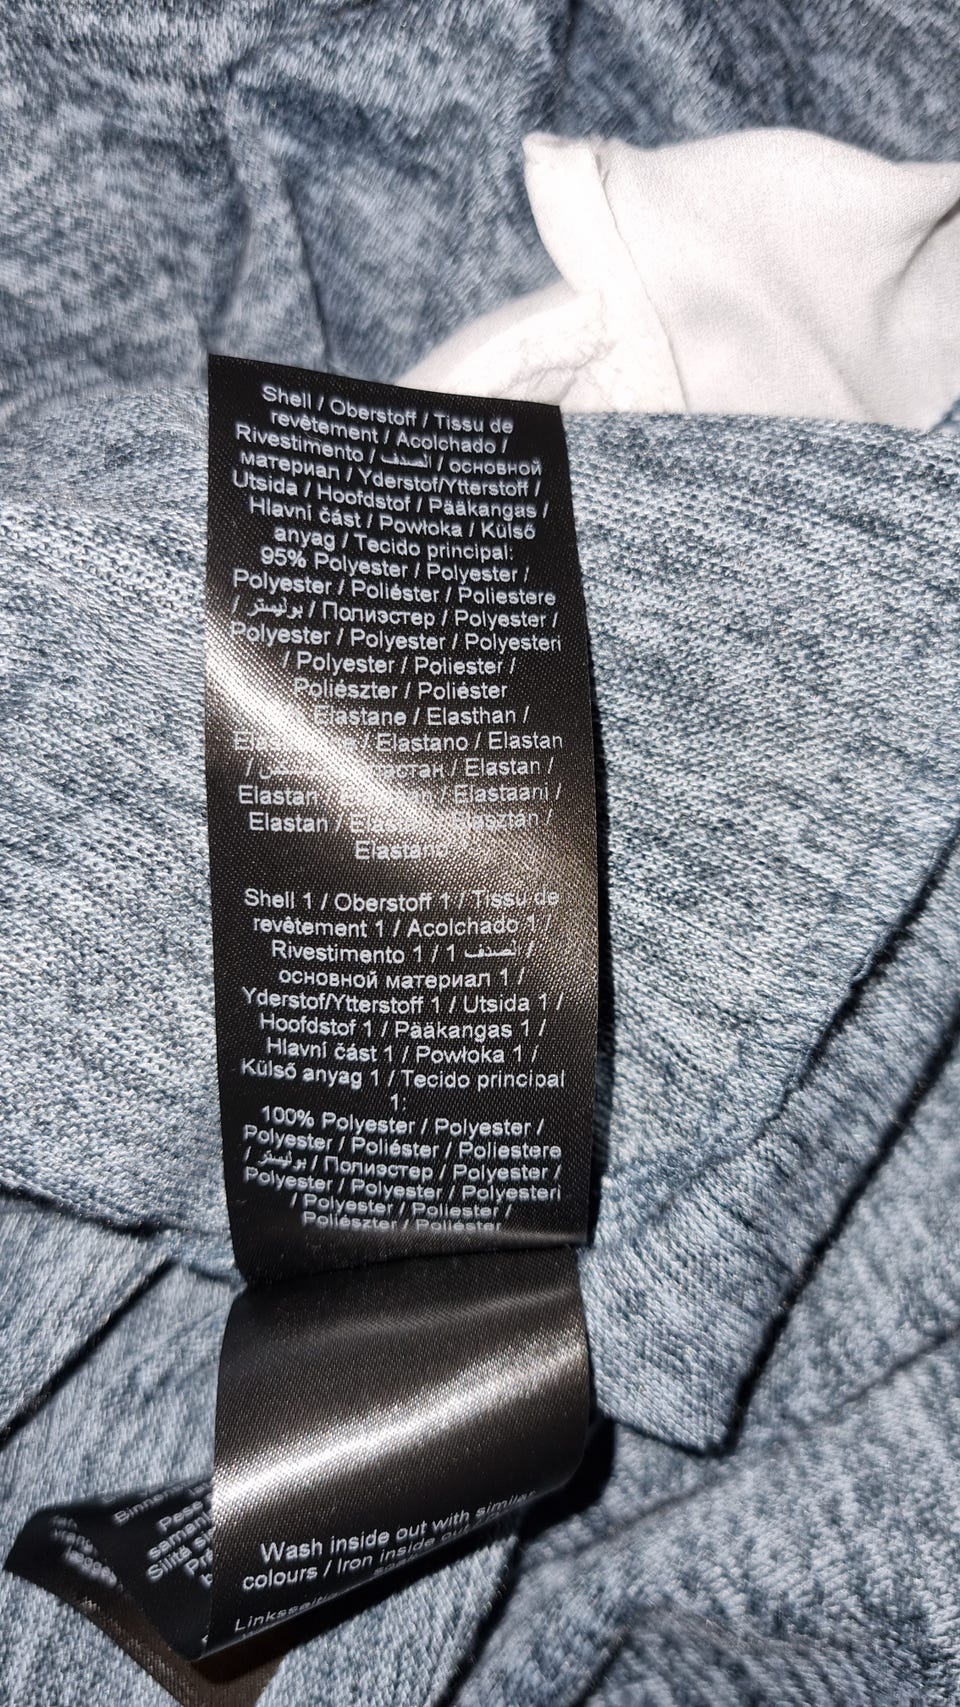 Shell / Oberstoff / Tissu de
revêtement / Acolchado /
Rivestimento / الصدف / основной
материал / Yderstof/Ytterstoff /
Utsida / Hoofdstof / Pääkangas /
Hlavní část / Powłoka / Külső
anyag / Tecido principal:
95% Polyester / Polyester /
Polyester / Poliéster / Poliestere
/ بوليستر / Полиэстер / Polyester /
Polyester / Polyester / Polyesteri
/ Polyester / Poliester /
Poliészter / Poliéster
Elastane / Elasthan /
/ Elastano / Elastan
/ Elastan /
Elastan / Elastaani /
Elastan / Elasztán /
Elastano
Shell 1 / Oberstoff 1 / Tissu de
revêtement 1 / Acolchado 1 /
Rivestimento 1 / الصدف 1 /
основной материал 1 /
Yderstof/Ytterstoff 1 / Utsida 1 /
Hoofdstof 1 / Pääkangas 1 /
Hlavní část 1 / Powłoka 1 /
Külső anyag 1 / Tecido principal
1:
100% Polyester / Polyester /
Polyester / Poliéster / Poliestere
/ بوليستر / Полиэстер / Polyester /
Polyester / Polyester / Polyesteri
/ Polyester / Poliester /
Poliészter / Poliéster
Wash inside out with similar
colours / Iron inside out